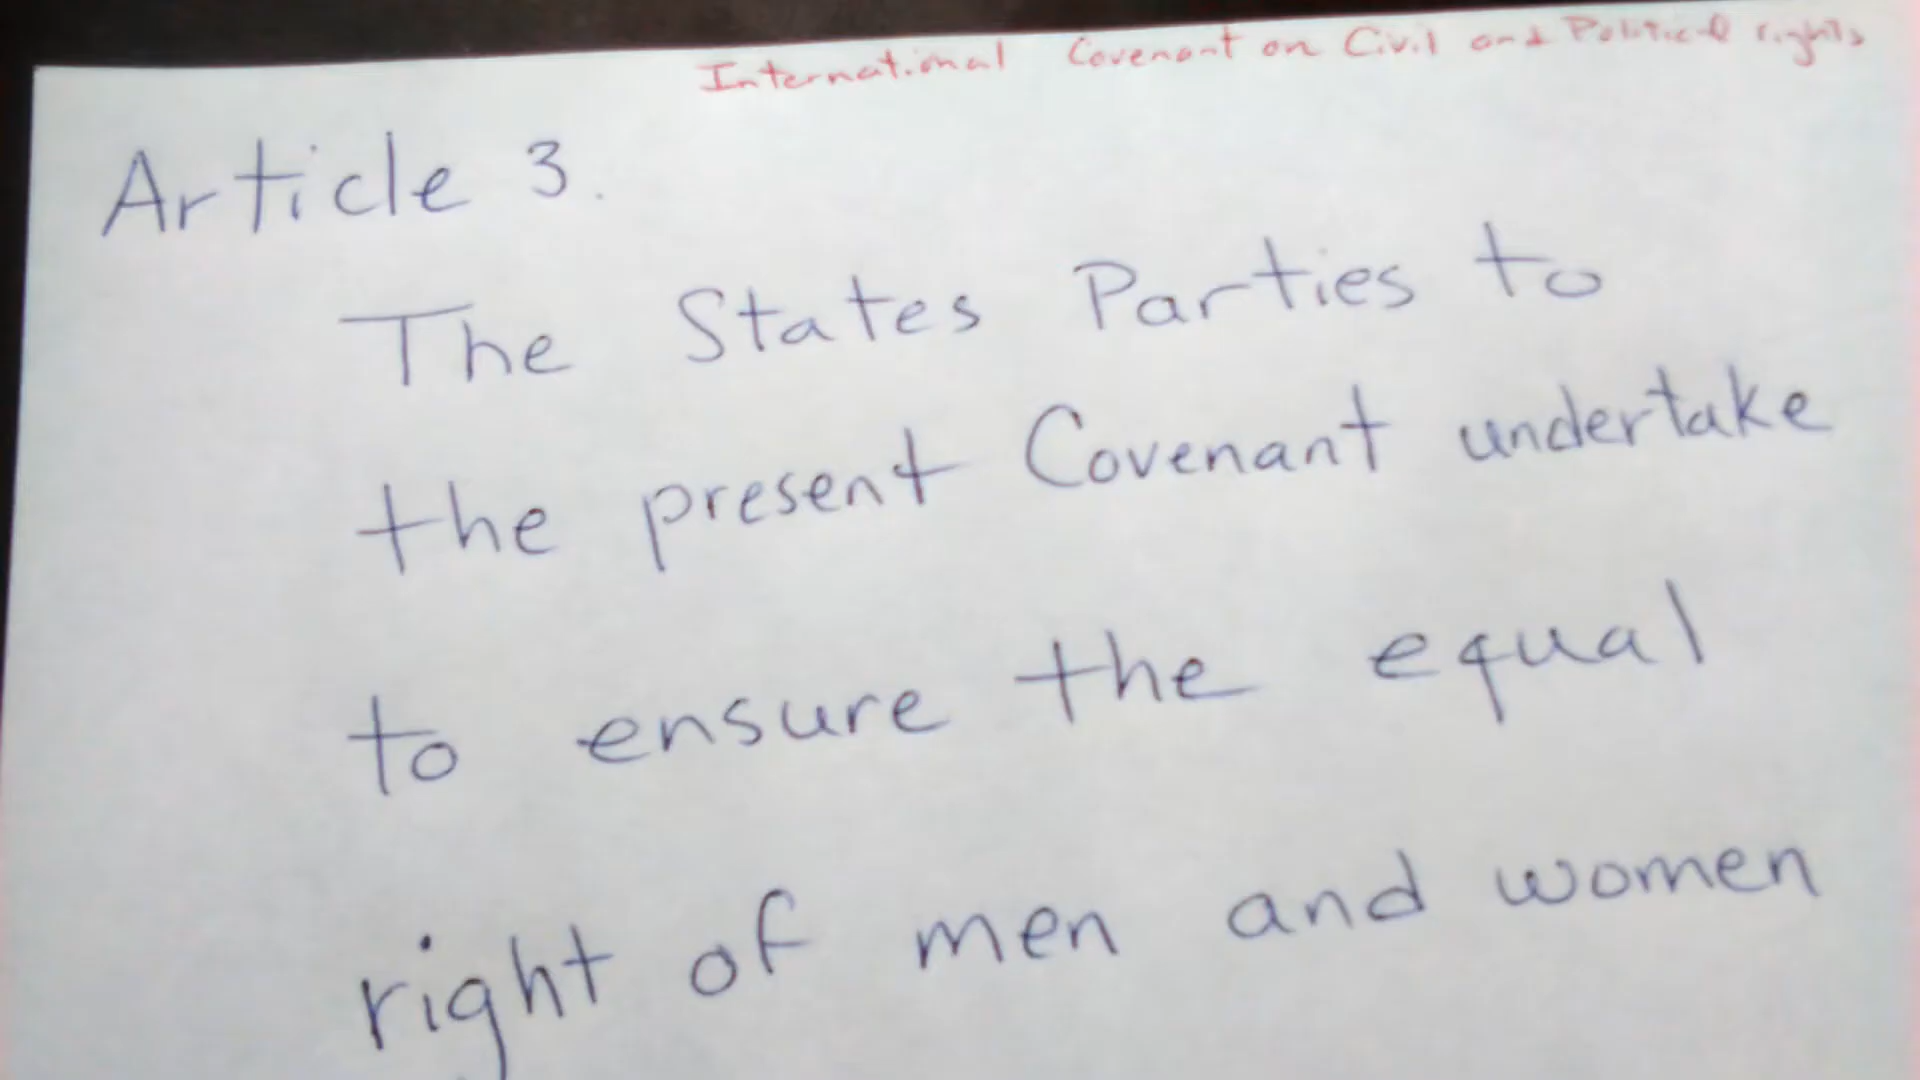 International Covenant on Civil and Political rights
Article 3.
The States Parties to
the present Covenant undertake
to ensure the equal
right of men and women